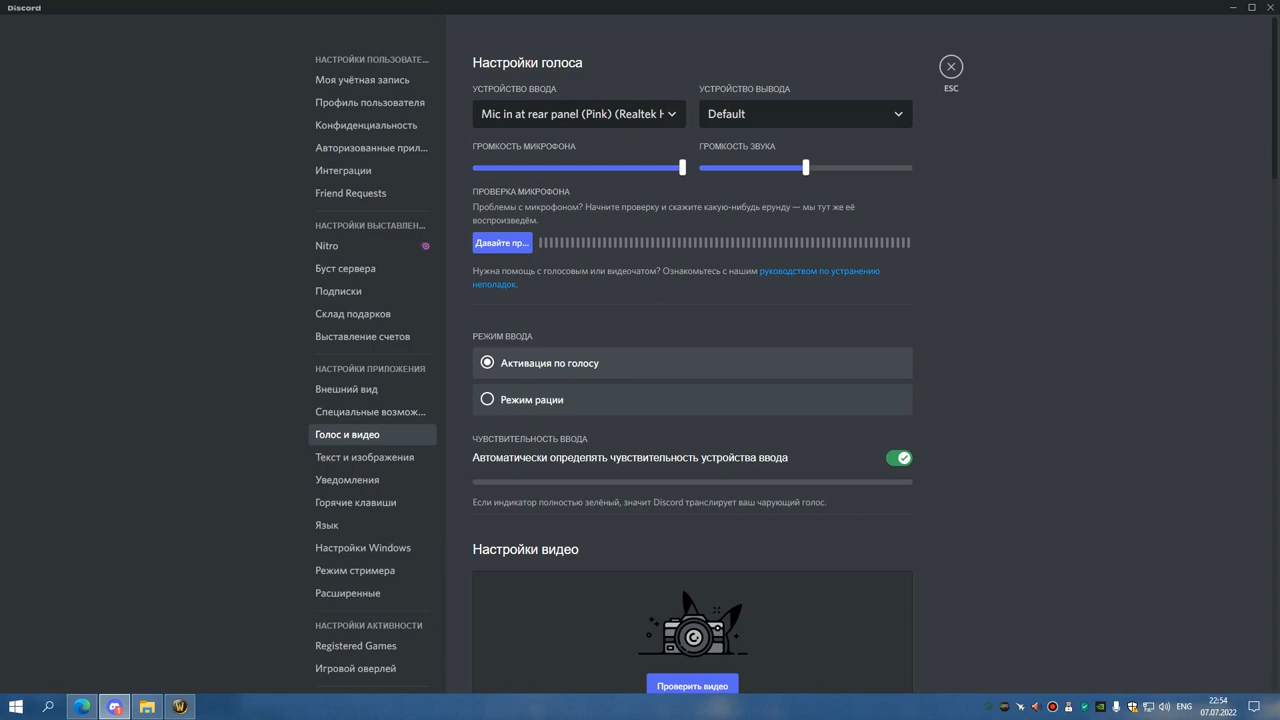 Discord
НАСТРОЙКИ ПОЛЬЗОВАТЕ...
Моя учётная запись
Профиль пользователя
Конфиденциальность
Авторизованные прил...
Интеграции
Friend Requests
НАСТРОЙКИ ВЫСТАВЛЕН...
Nitro
Буст сервера
Подписки
Склад подарков
Выставление счетов
НАСТРОЙКИ ПРИЛОЖЕНИЯ
Внешний вид
Специальные возмож...
Голос и видео
Текст и изображения
Уведомления
Горячие клавиши
Язык
Настройки Windows
Режим стримера
Расширенные
НАСТРОЙКИ АКТИВНОСТИ
Registered Games
Игровой оверлей
Настройки голоса
ESC
УСТРОЙСТВО ВВОДА
УСТРОЙСТВО ВЫВОДА
Mic in at rear panel (Pink) (Realtek H
Default
ГРОМКОСТЬ МИКРОФОНА
ГРОМКОСТЬ ЗВУКА
ПРОВЕРКА МИКРОФОНА
Проблемы с микрофоном? Начните проверку и скажите какую-нибудь ерунду — мы тут же её
воспроизведём.
Давайте пр...
Нужна помощь с голосовым или видеочатом? Ознакомьтесь с нашим руководством по устранению
неполадок.
РЕЖИМ ВВОДА
Активация по голосу
Режим рации
ЧУВСТВИТЕЛЬНОСТЬ ВВОДА
Автоматически определять чувствительность устройства ввода
Если индикатор полностью зелёный, значит Discord транслирует ваш чарующий голос.
Настройки видео
Проверить видео
ENG
22:54
07.07.2022